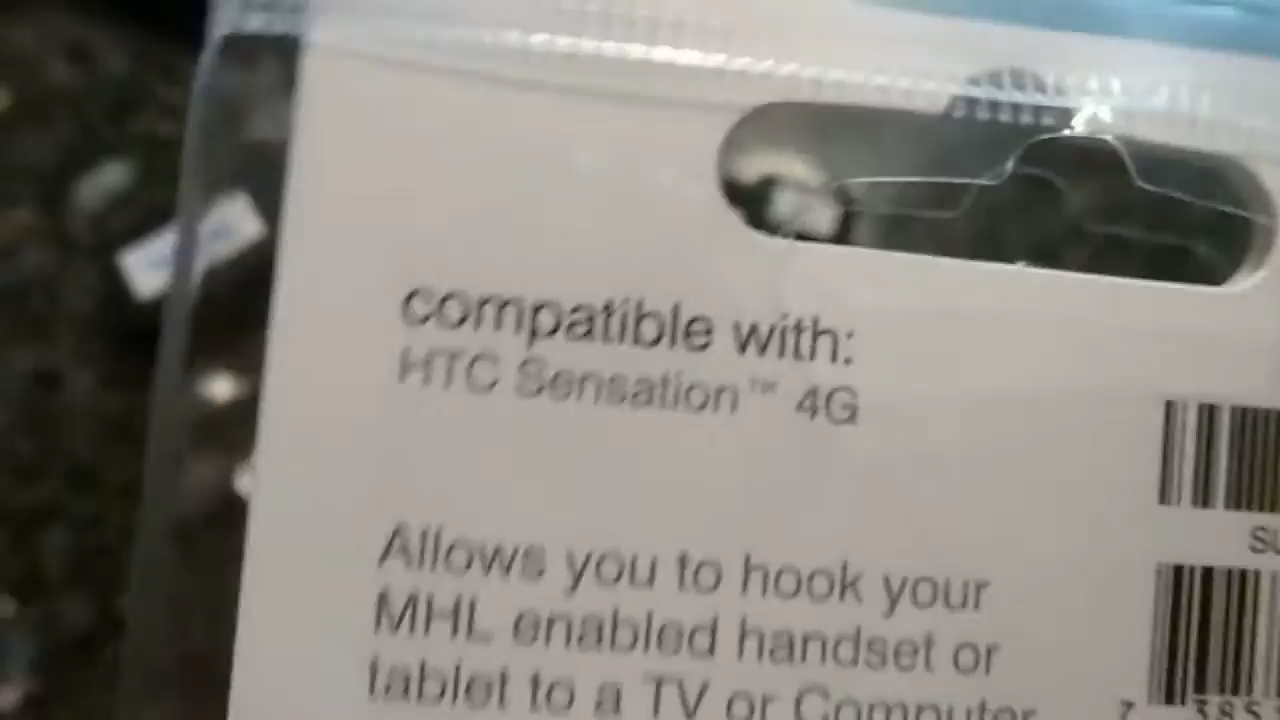 compatible with:
HTC Sensation™ 4G
Allows you to hook your
MHL enabled handset or
tablet to a TV or Computer